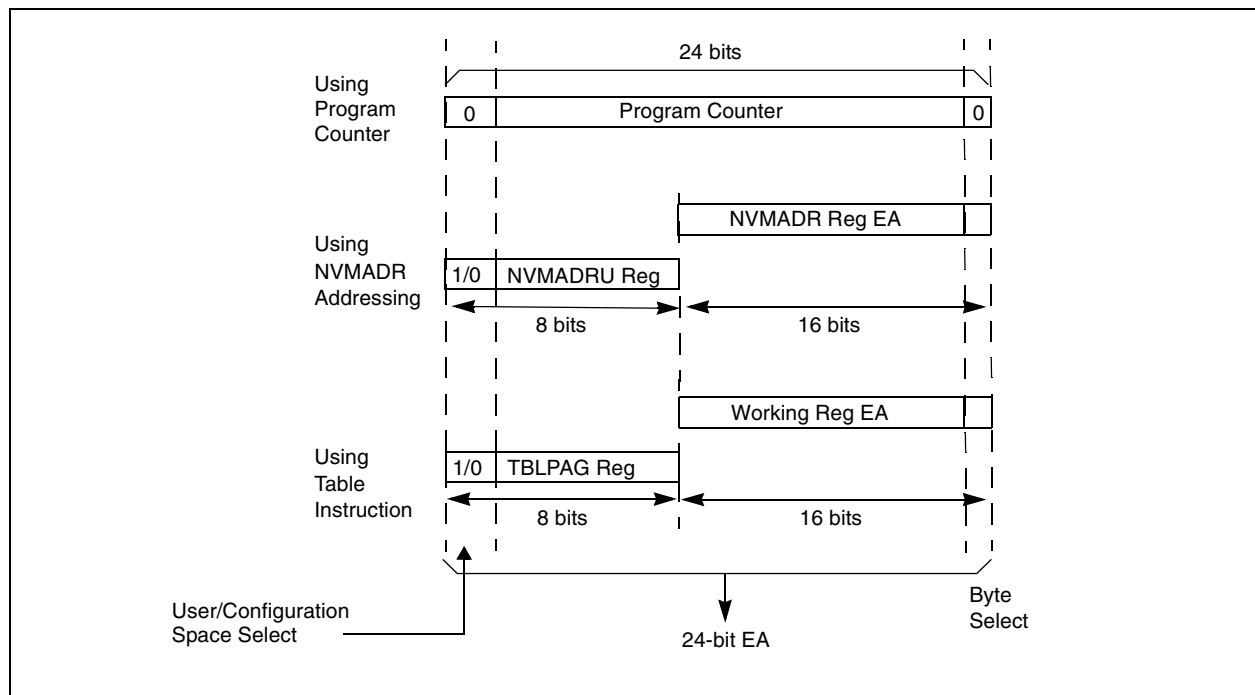 24 bits
Using
Program
Counter
0
Program Counter
0
NVMADR Reg EA
Using
NVMADR
Addressing
1/0
NVMADRU Reg
8 bits
16 bits
Working Reg EA
Using
Table
Instruction
1/0
TBLPAG Reg
8 bits
16 bits
User/Configuration
Space Select
24-bit EA
Byte
Select